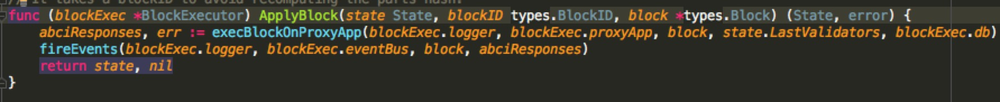 // It takes a blockID to avoid recomputing the parts hash.
func (blockExec *BlockExecutor) ApplyBlock(state State, blockID types.BlockID, block *types.Block) (State, error) {
abciResponses, err := execBlockOnProxyApp(blockExec.logger, blockExec.proxyApp, block, state.LastValidators, blockExec.db)
fireEvents(blockExec.logger, blockExec.eventBus, block, abciResponses)
return state, nil
}